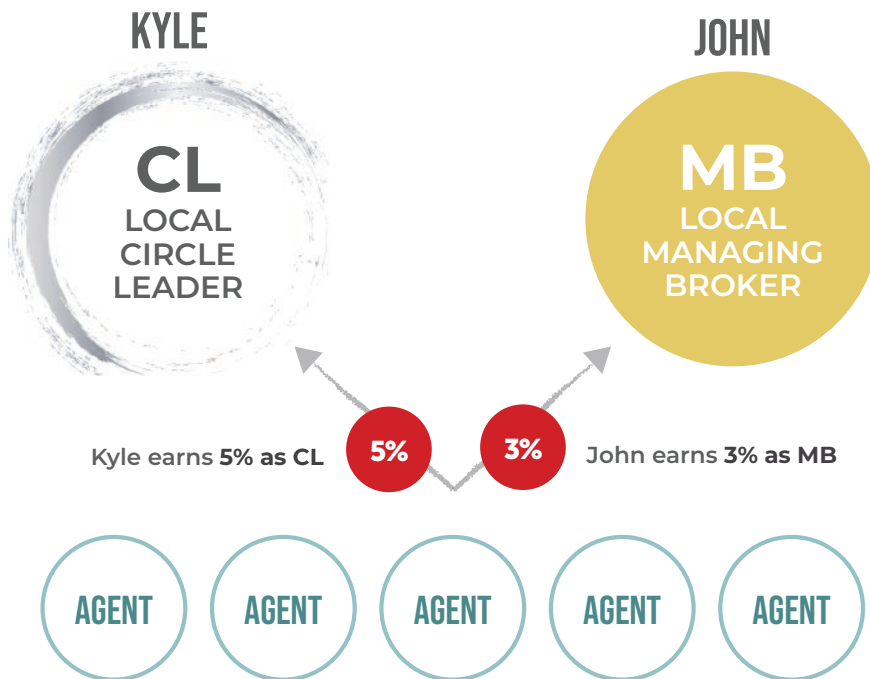 KYLE
JOHN
CL
LOCAL
CIRCLE
LEADER
MB
LOCAL
MANAGING
BROKER
Kyle earns 5% as CL
5%
3%
John earns 3% as MB
AGENT
AGENT
AGENT
AGENT
AGENT